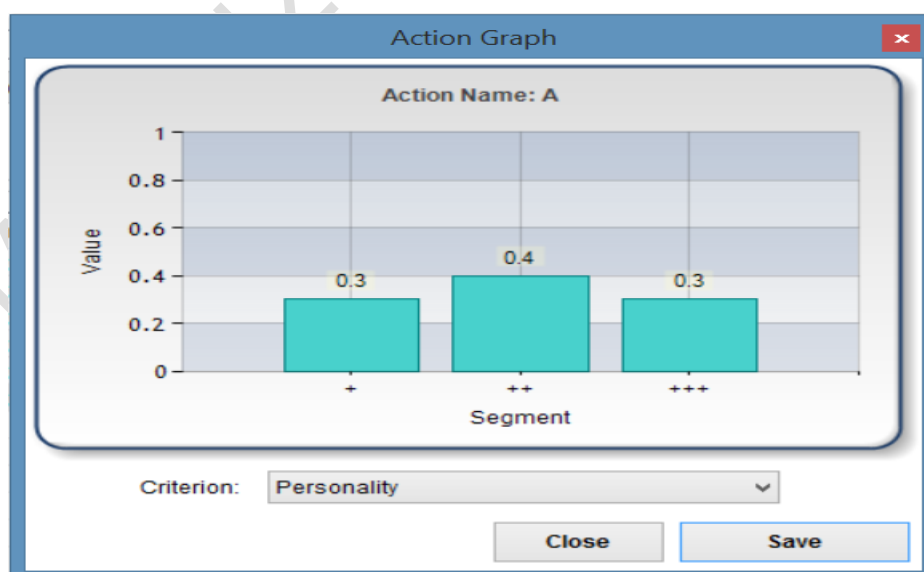 Action Graph
Action Name: A
1
0.8
0.6
0.4
0.2
0
Value
0.3
0.4
0.3
+
++
+++
Segment
Criterion: Personality
Close Save